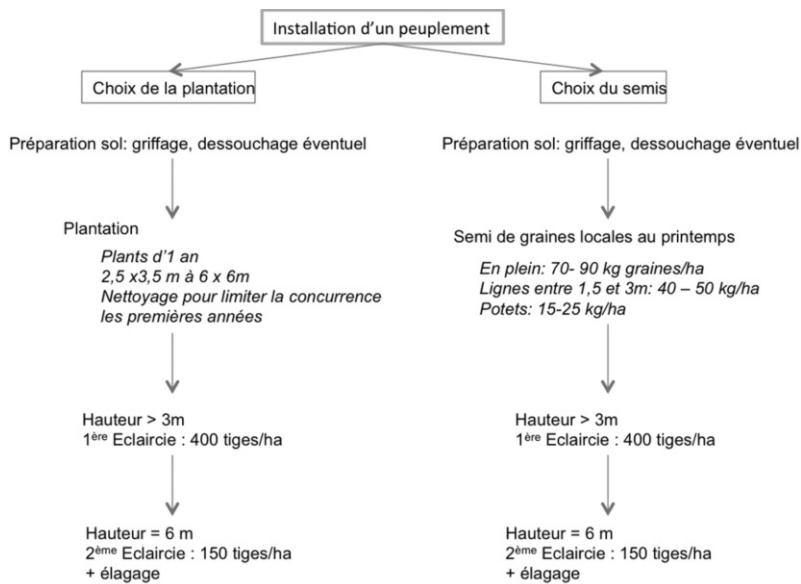 Installation d'un peuplement
Choix de la plantation
Choix du semis
Préparation sol: griffage, dessouchage éventuel
Préparation sol: griffage, dessouchage éventuel
Plantation
Plants d'1 an
2,5 x3,5 m à 6 x 6m
Nettoyage pour limiter la concurrence
les premières années
Semi de graines locales au printemps
En plein: 70- 90 kg graines/ha
Lignes entre 1,5 et 3m: 40 – 50 kg/ha
Potets: 15-25 kg/ha
Hauteur > 3m
1ère Eclaircie : 400 tiges/ha
Hauteur > 3m
1ère Eclaircie : 400 tiges/ha
Hauteur = 6 m
2ème Eclaircie : 150 tiges/ha
+ élagage
Hauteur = 6 m
2ème Eclaircie : 150 tiges/ha
+ élagage